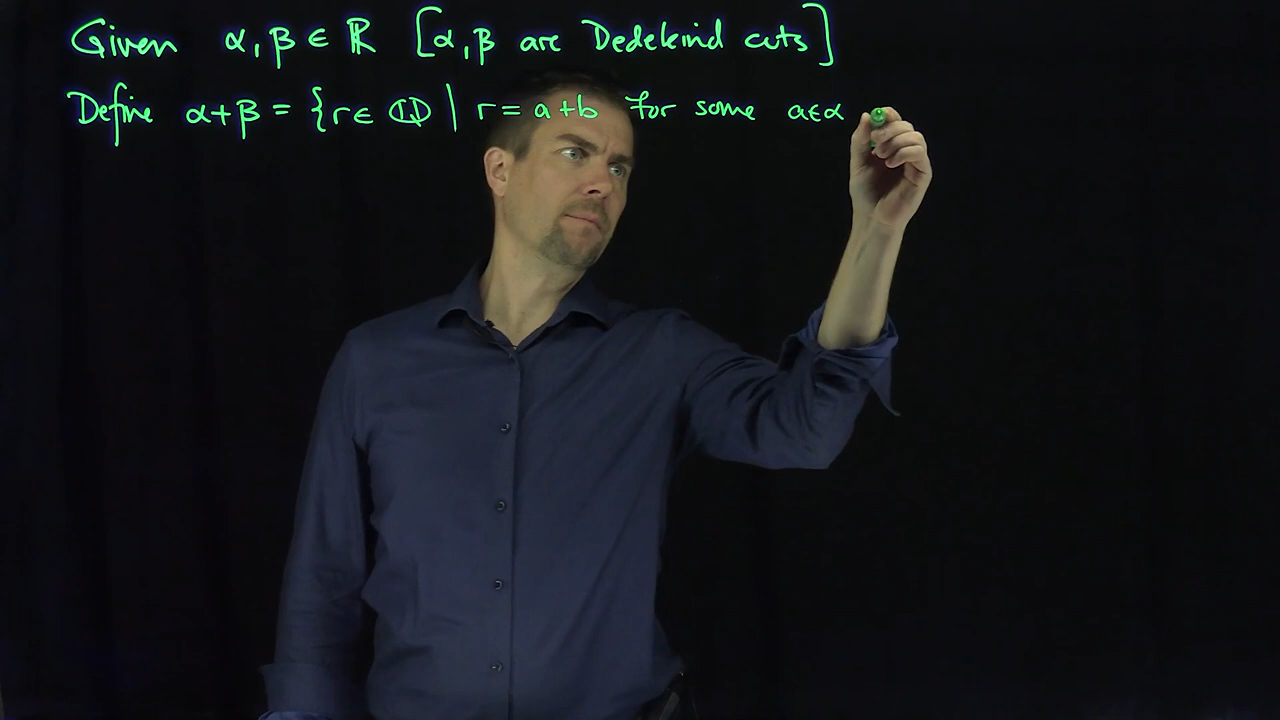 Given α, β ∈ ℝ [α, β are Dedekind cuts]
Define α+β = {r ∈ ℚ | r = a+b for some a∈α